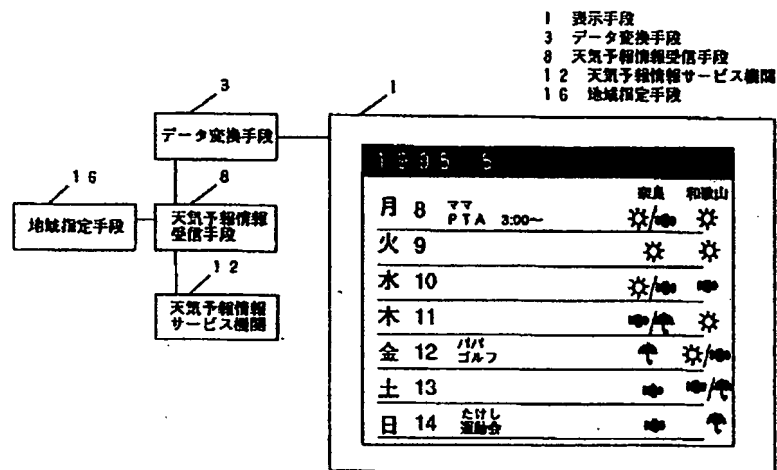 1 表示手段
3 データ変換手段
8 天気予報情報受信手段
12 天気予報情報サービス機関
16 地域指定手段
3
1
データ変換手段
16
8
地域指定手段
天気予報情報
受信手段
12
天気予報情報
サービス機関
1995 5
奈良 和歌山
月 8 ママ
PTA 3:00~
火 9
水 10
木 11
金 12 パパ
ゴルフ
土 13
日 14 たけし
運動会